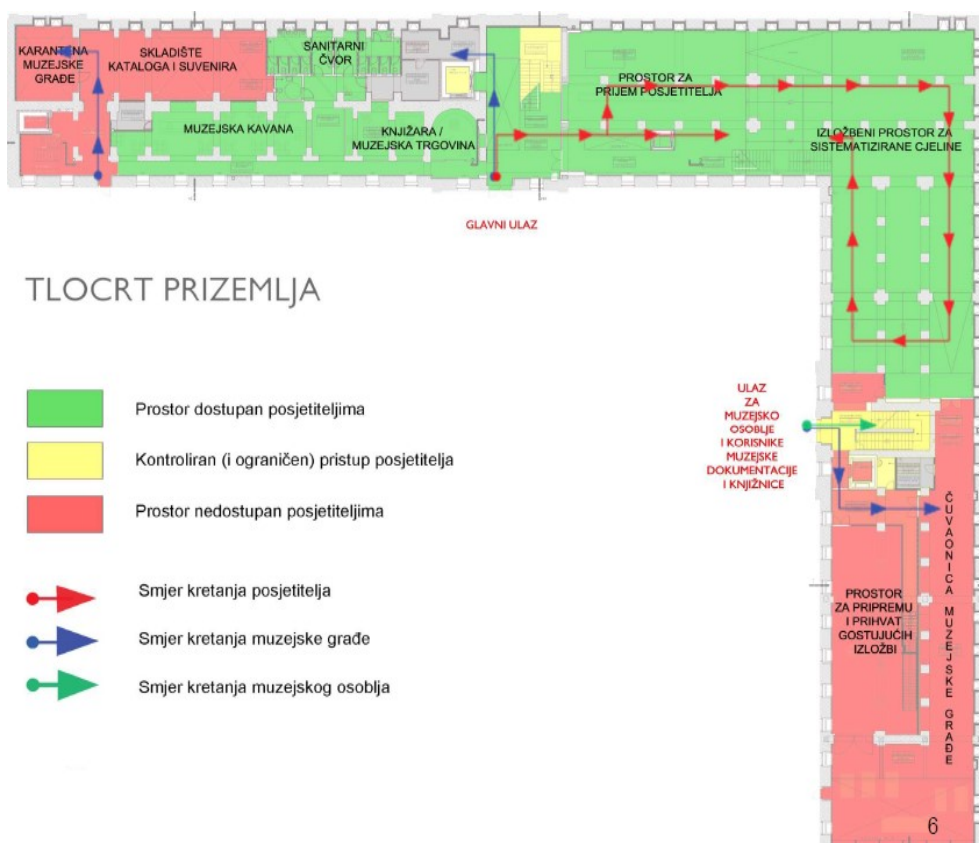 KARANTENA
MUZEJSKE
GRAĐE
SKLADIŠTE
KATALOGA I SUVENIRA
SANITARNI
ČVOR
MUZEJSKA KAVANA
KNJIŽARA /
MUZEJSKA TRGOVINA
PROSTOR ZA
PRIJEM POSJETITELJA
IZLOŽBENI PROSTOR ZA
SISTEMATIZIRANE CJELINE
GLAVNI ULAZ
TLOCRT PRIZEMLJA
Prostor dostupan posjetiteljima
Kontroliran (i ograničen) pristup posjetitelja
Prostor nedostupan posjetiteljima
Smjer kretanja posjetitelja
Smjer kretanja muzejske građe
Smjer kretanja muzejskog osoblja
ULAZ
ZA
MUZEJSKO
OSOBLJE
I KORISNIKE
MUZEJSKE
DOKUMENTACIJE
I KNJIŽNICE
PROSTOR
ZA PRIPREMU
I PRIHVAT
GOSTUJUĆIH
IZLOŽBI
ČUVAONICA MUZEJSKE GRAĐE
6